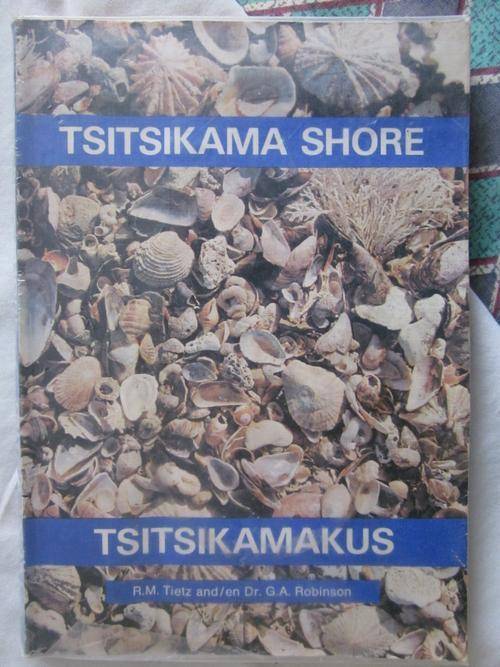 TSITSIKAMA SHORE
TSITSIKAMAKUS
R.M. Tietz and/en Dr. G.A. Robinson